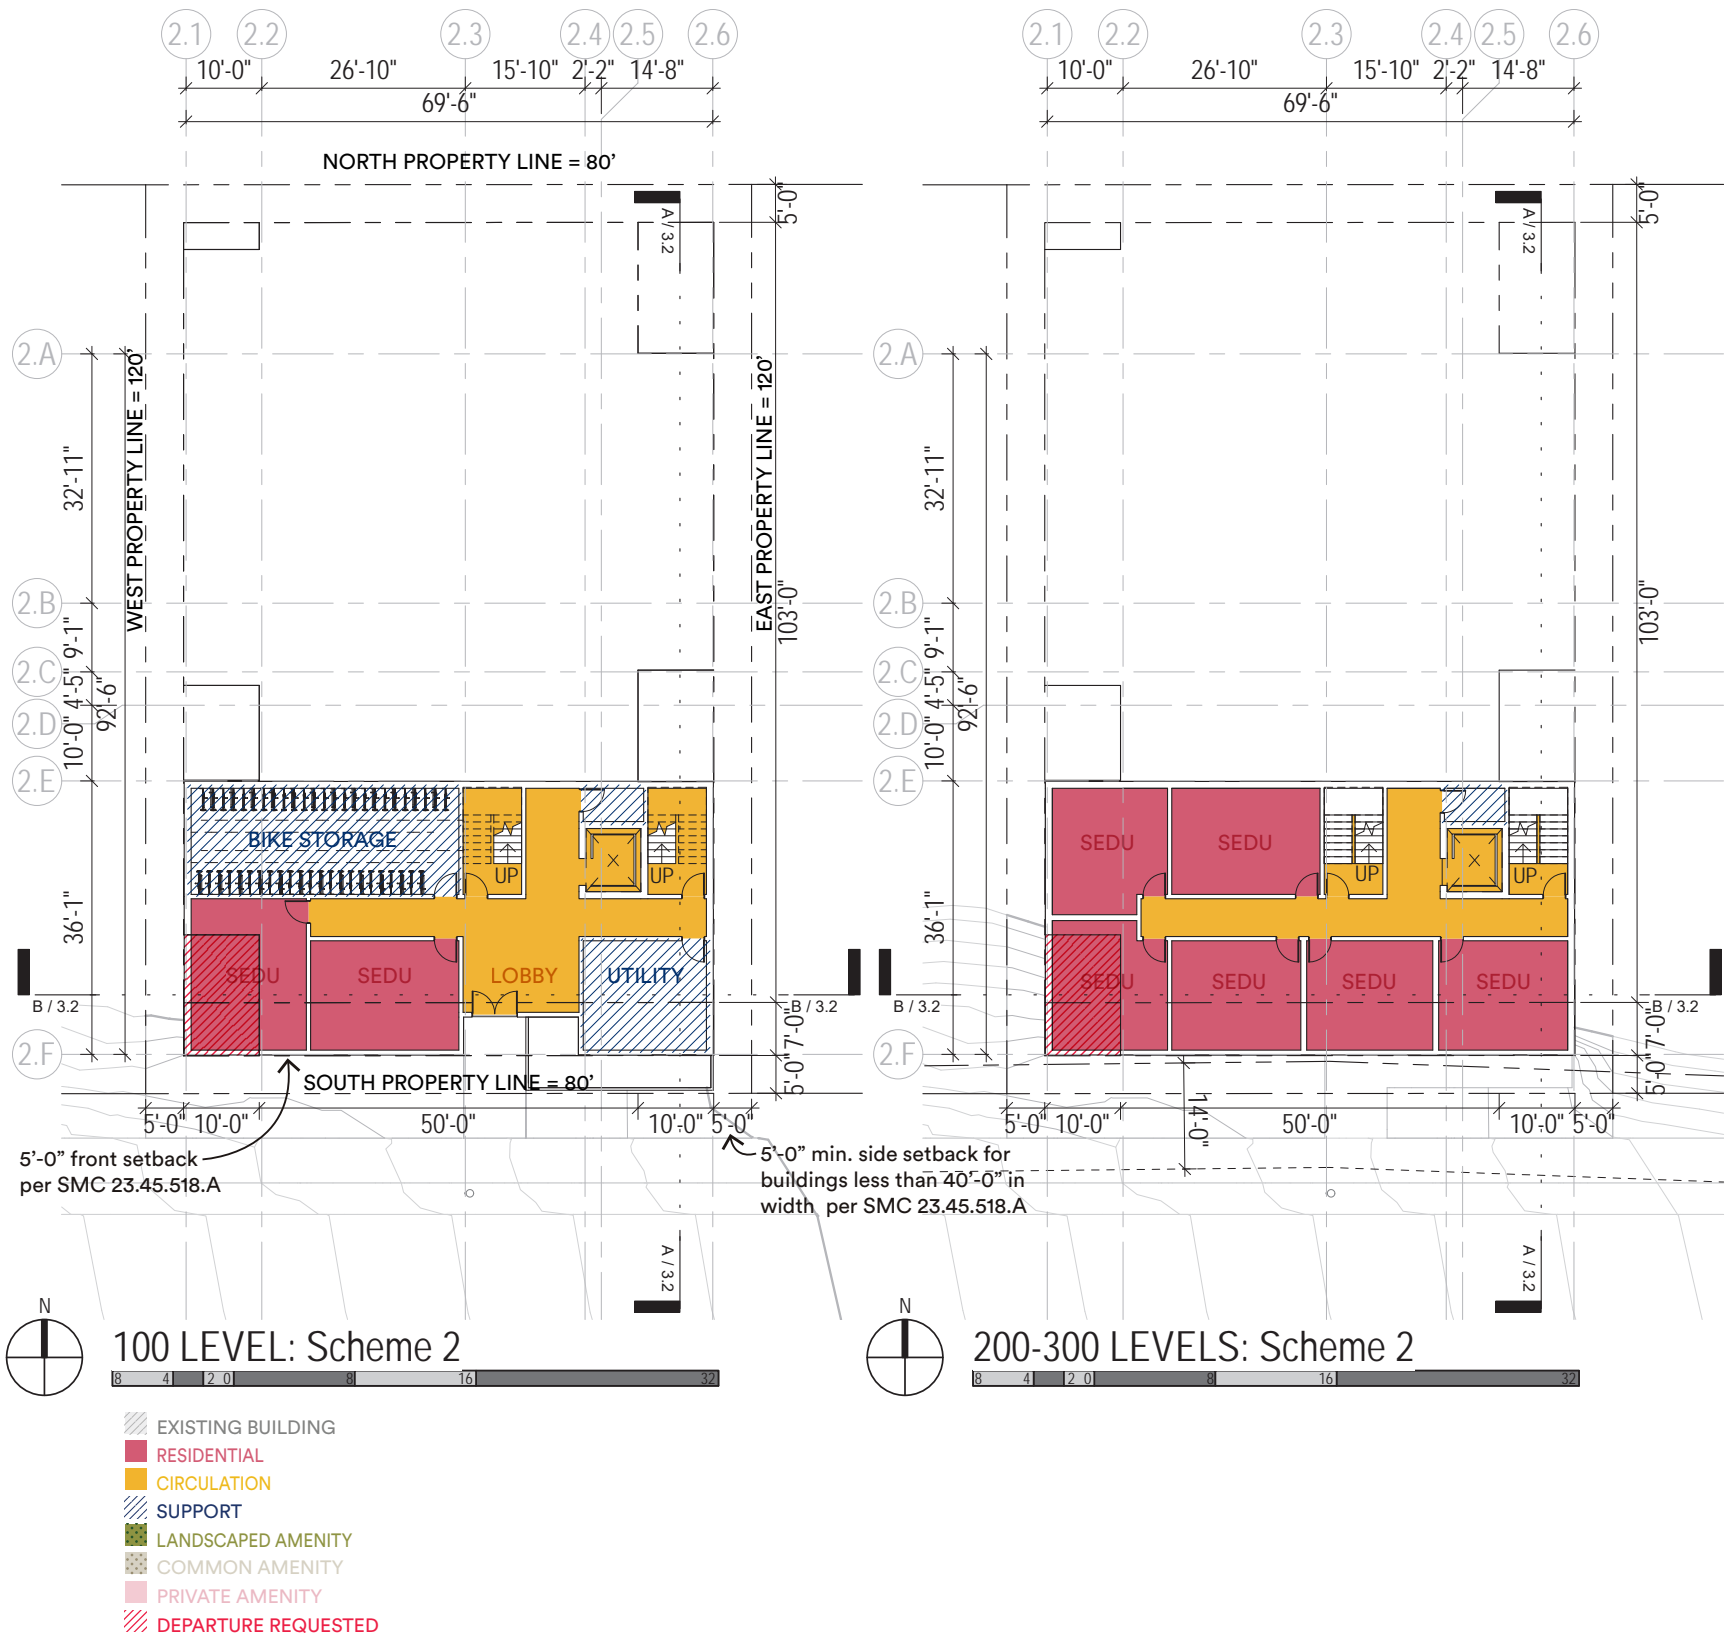 2.1 2.2 2.3 2.4 2.5 2.6
10'-0" 26'-10" 15'-10" 2'-2" 14'-8"
69'-6"
NORTH PROPERTY LINE = 80’
5'-0"
A / 3.2
2.A
WEST PROPERTY LINE = 120’
EAST PROPERTY LINE = 120’
32'-11"
103'-0"
2.B
9'-1"
2.C
4'-5"
92'-6"
2.D
10'-0"
2.E
BIKE STORAGE
UP
UP
36'-1"
SEDU
SEDU
LOBBY
UTILITY
B / 3.2
B / 3.2
7'-0"
2.F
5'-0"
SOUTH PROPERTY LINE = 80’
5'-0" 10'-0" 50'-0" 10'-0" 5'-0"
5’-0” front setback
per SMC 23.45.518.A
5’-0” min. side setback for
buildings less than 40’-0” in
width per SMC 23.45.518.A
A / 3.2
N
100 LEVEL: Scheme 2
8 4 2 0 8 16 32
2.1 2.2 2.3 2.4 2.5 2.6
10'-0" 26'-10" 15'-10" 2'-2" 14'-8"
69'-6"
5'-0"
A / 3.2
2.A
32'-11"
103'-0"
2.B
9'-1"
2.C
4'-5"
92'-6"
2.D
10'-0"
2.E
SEDU
SEDU
UP
UP
36'-1"
SEDU
SEDU
SEDU
SEDU
B / 3.2
B / 3.2
7'-0"
2.F
5'-0"
14'-0"
5'-0" 10'-0" 50'-0" 10'-0" 5'-0"
A / 3.2
N
200-300 LEVELS: Scheme 2
8 4 2 0 8 16 32
EXISTING BUILDING
RESIDENTIAL
CIRCULATION
SUPPORT
LANDSCAPED AMENITY
COMMON AMENITY
PRIVATE AMENITY
DEPARTURE REQUESTED